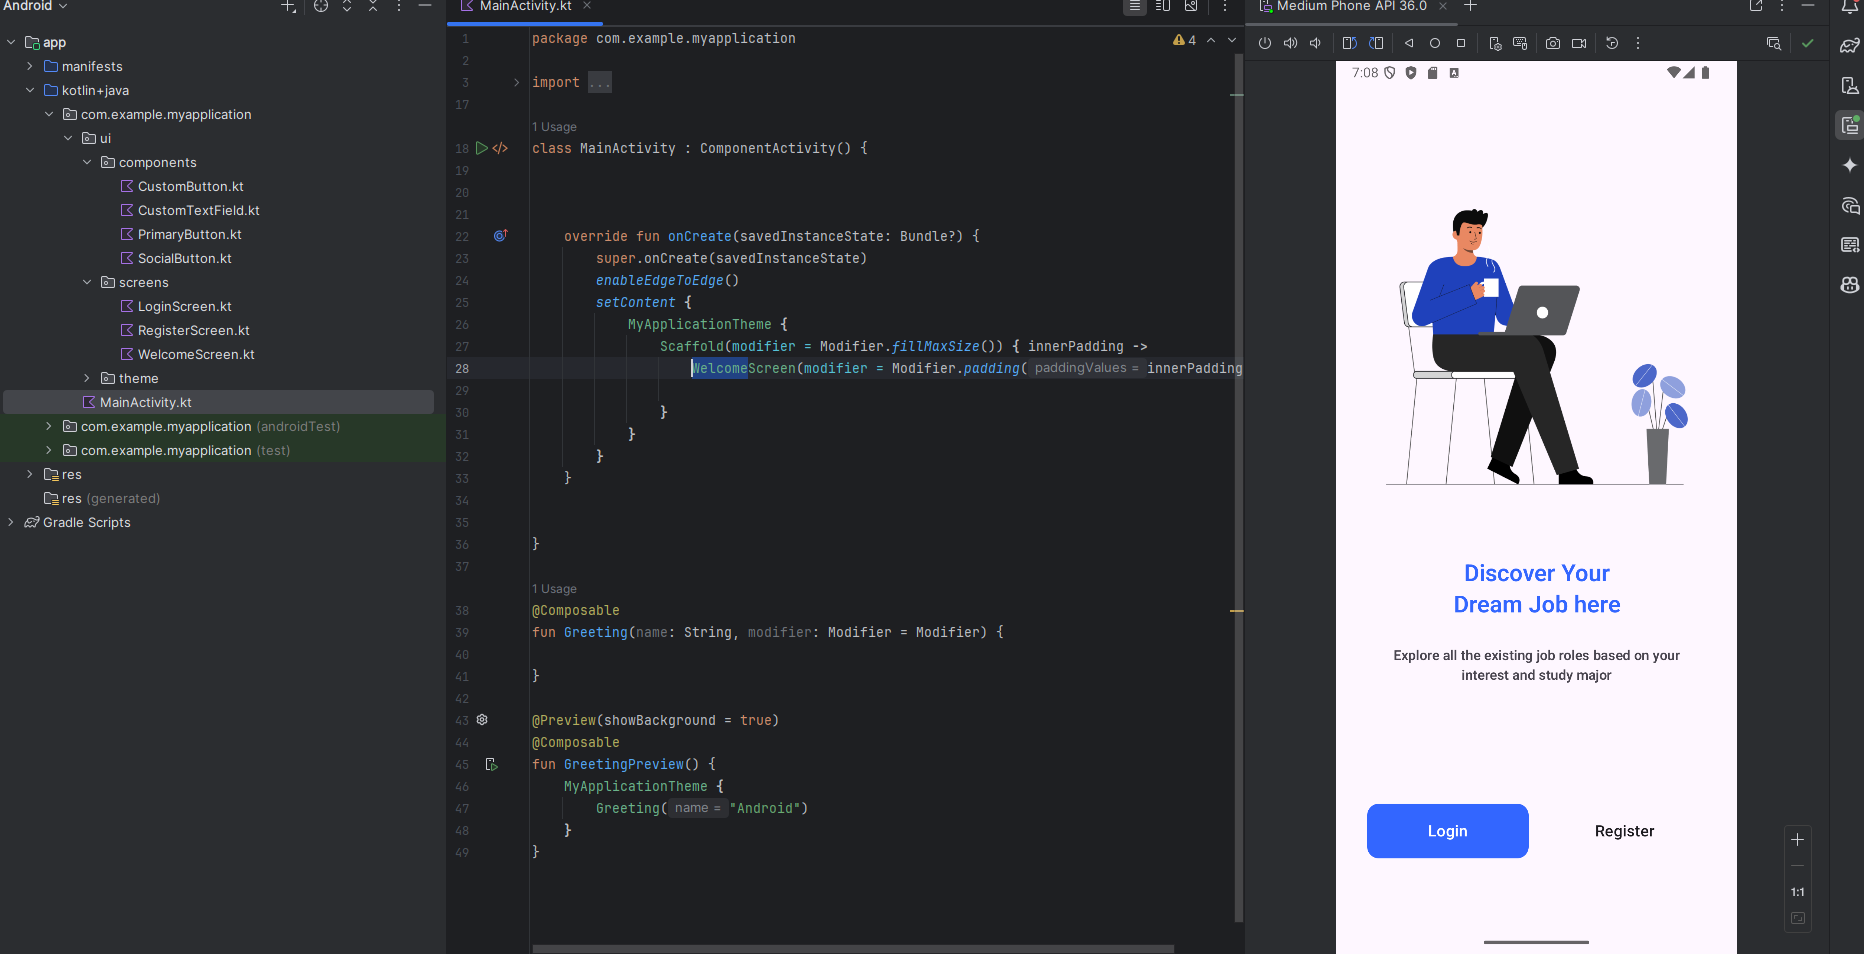 Android
app
manifests
kotlin+java
com.example.myapplication
ui
components
CustomButton.kt
CustomTextField.kt
PrimaryButton.kt
SocialButton.kt
screens
LoginScreen.kt
RegisterScreen.kt
WelcomeScreen.kt
theme
MainActivity.kt
com.example.myapplication (androidTest)
com.example.myapplication (test)
res
res (generated)
Gradle Scripts
MainActivity.kt
4
1 package com.example.myapplication
2
3 import ...
17
1 Usage
18 class MainActivity : ComponentActivity() {
19
20
21
22 override fun onCreate(savedInstanceState: Bundle?) {
23 super.onCreate(savedInstanceState)
24 enableEdgeToEdge()
25 setContent {
26 MyApplicationTheme {
27 Scaffold(modifier = Modifier.fillMaxSize()) { innerPadding ->
28 WelcomeScreen(modifier = Modifier.padding( paddingValues = innerPadding
29
30 }
31 }
32 }
33 }
34
35
36 }
37
1 Usage
38 @Composable
39 fun Greeting(name: String, modifier: Modifier = Modifier) {
40
41 }
42
43 @Preview(showBackground = true)
44 @Composable
45 fun GreetingPreview() {
46 MyApplicationTheme {
47 Greeting( name = "Android")
48 }
49 }
Medium Phone API 36.0
7:08
A
Discover Your
Dream Job here
Explore all the existing job roles based on your
interest and study major
Login
Register
1:1